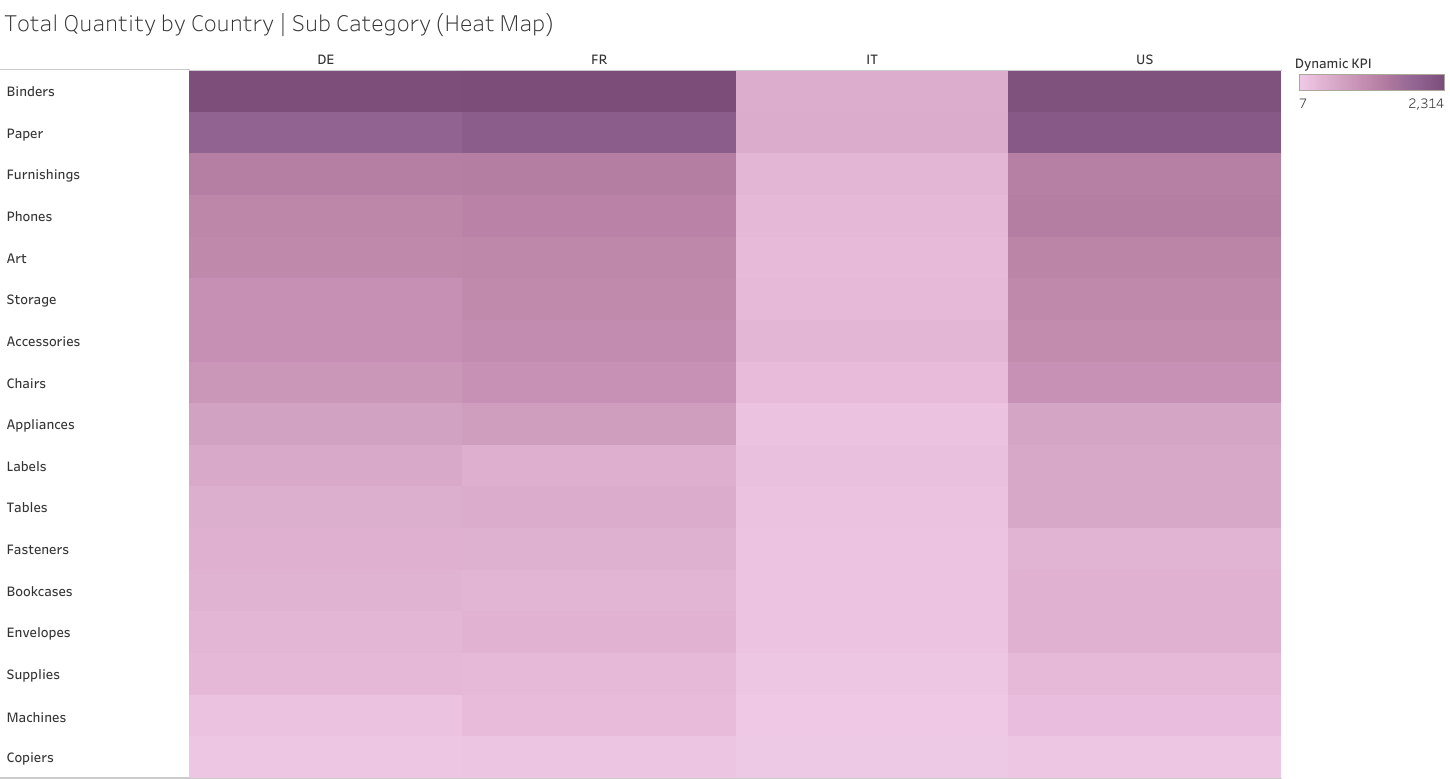 Total Quantity by Country | Sub Category (Heat Map)
DE FR IT US
Dynamic KPI
7 2,314
Binders
Paper
Furnishings
Phones
Art
Storage
Accessories
Chairs
Appliances
Labels
Tables
Fasteners
Bookcases
Envelopes
Supplies
Machines
Copiers